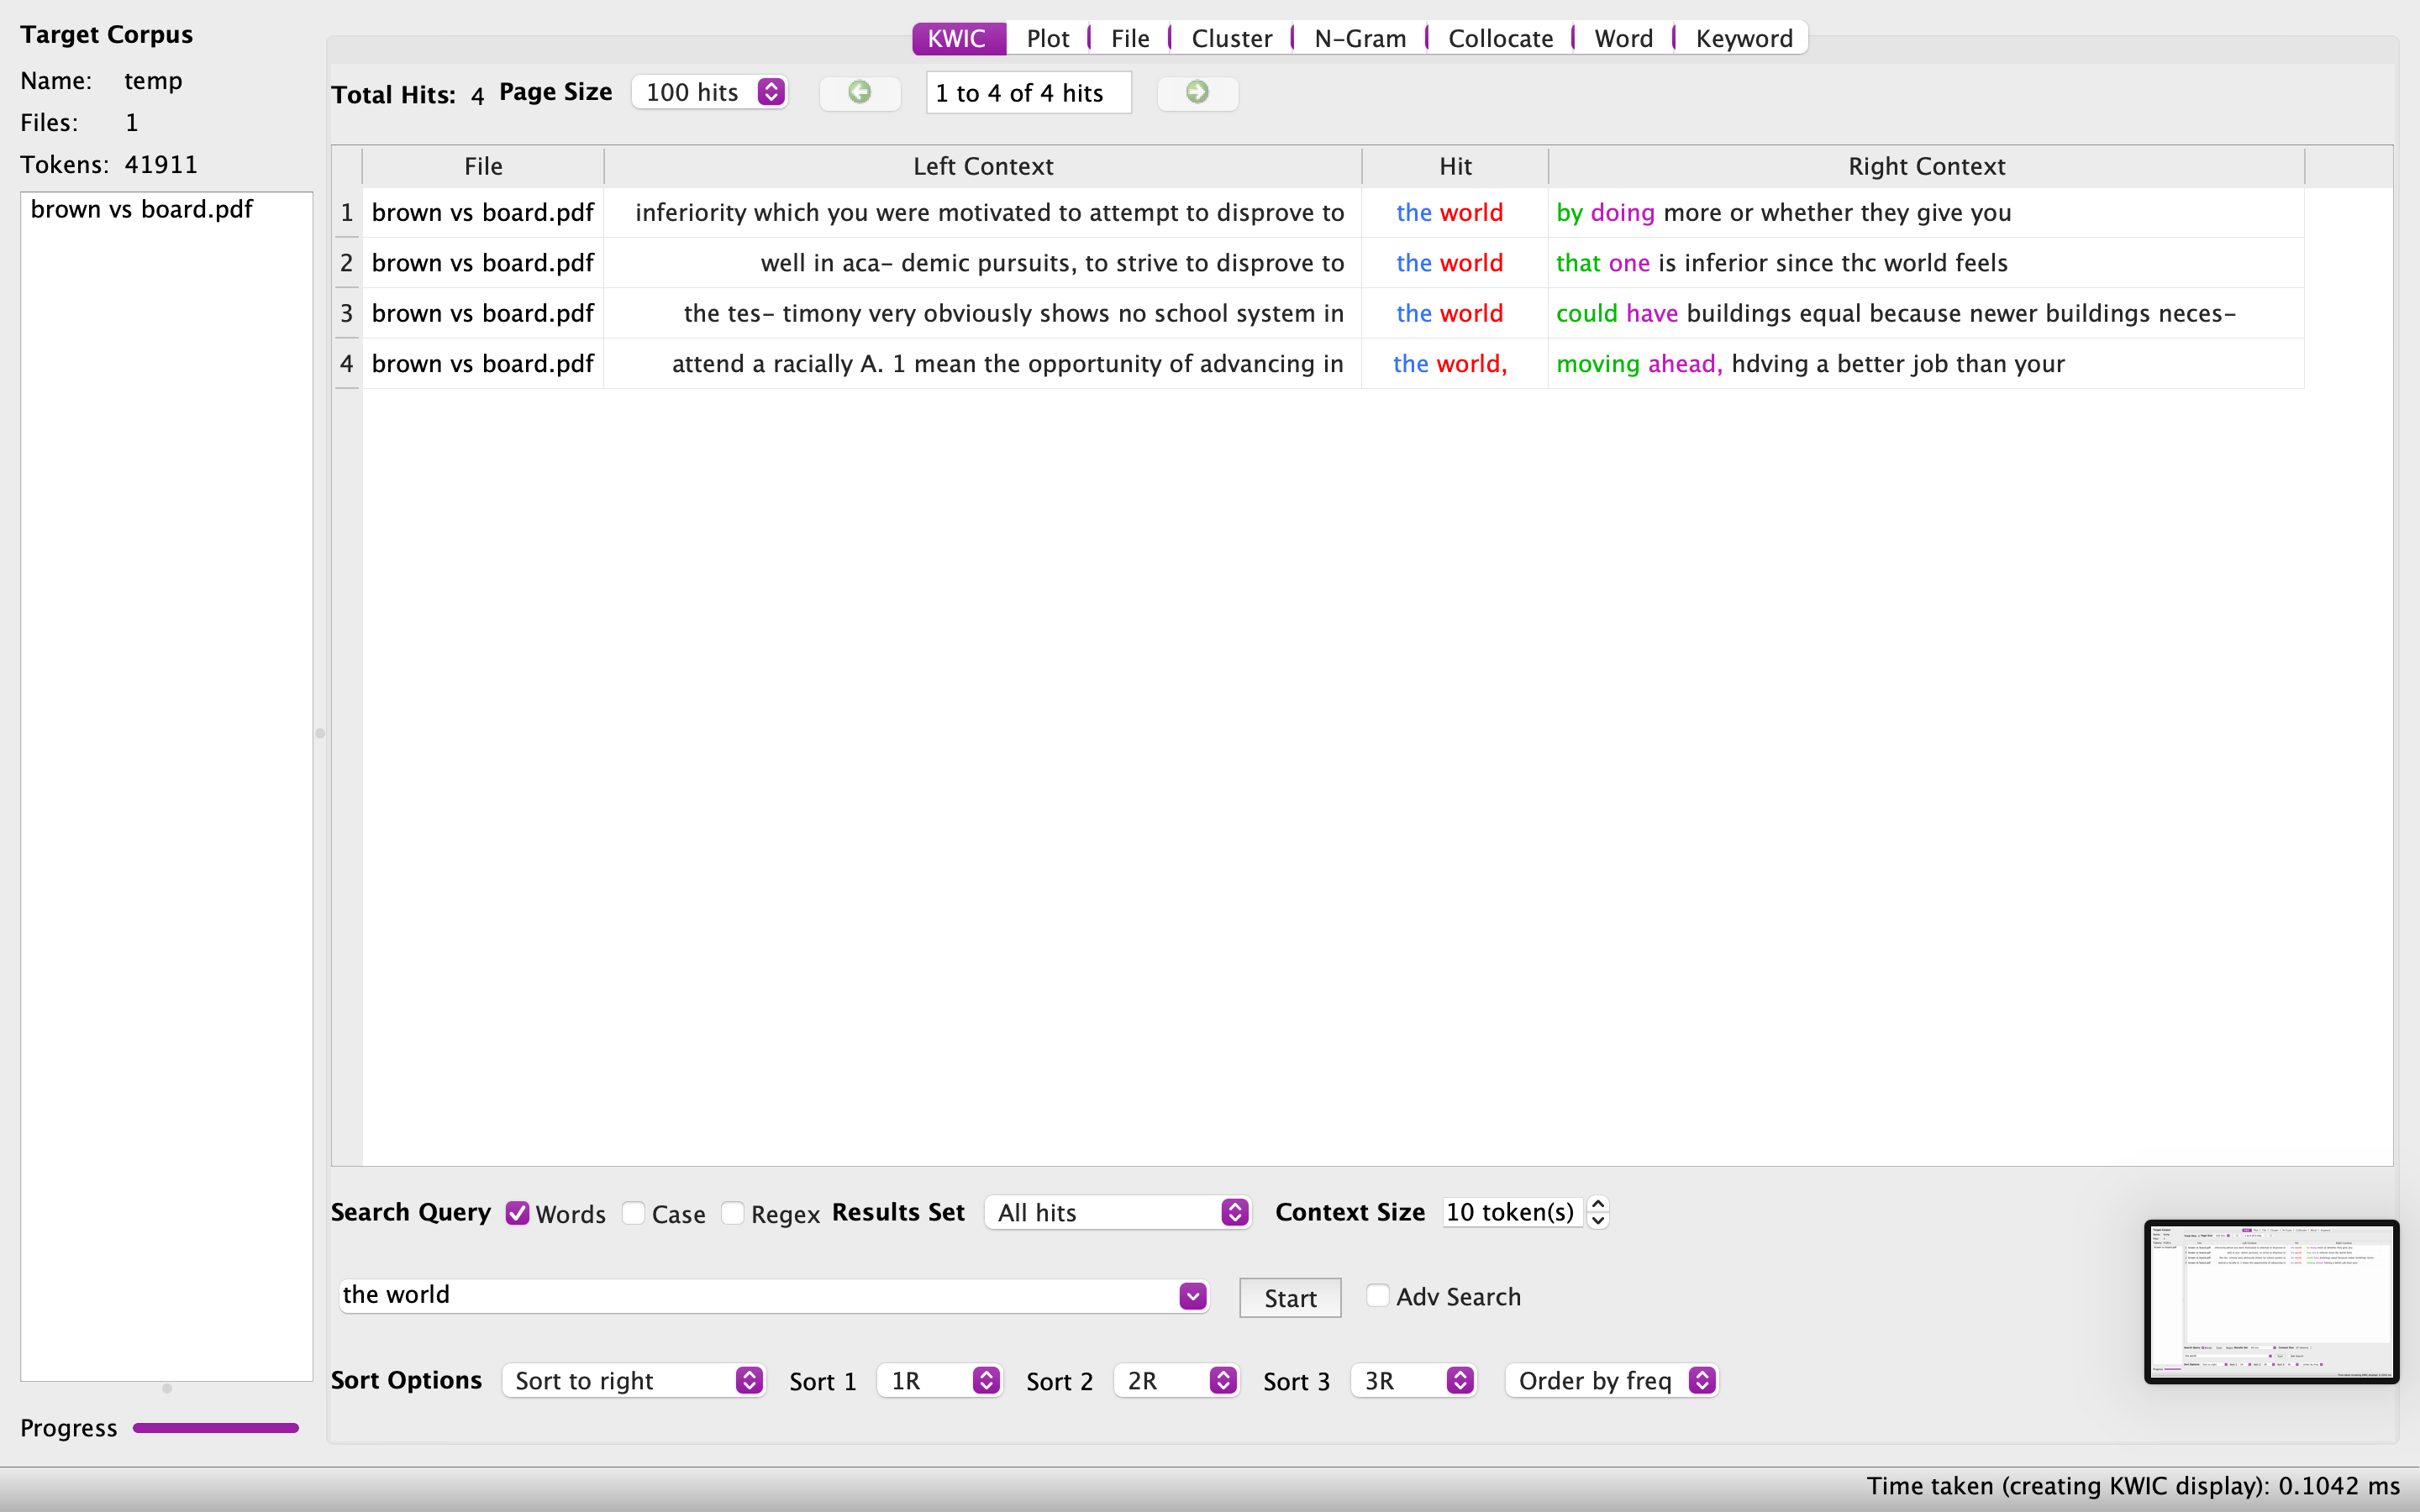 Target Corpus
Name: temp
Files: 1
Tokens: 41911
brown vs board.pdf
Progress
KWIC Plot File Cluster N-Gram Collocate Word Keyword
Total Hits: 4 Page Size 100 hits 1 to 4 of 4 hits
File Left Context Hit Right Context
1 brown vs board.pdf inferiority which you were motivated to attempt to disprove to the world by doing more or whether they give you
2 brown vs board.pdf well in aca- demic pursuits, to strive to disprove to the world that one is inferior since thc world feels
3 brown vs board.pdf the tes- timony very obviously shows no school system in the world could have buildings equal because newer buildings neces-
4 brown vs board.pdf attend a racially A. 1 mean the opportunity of advancing in the world, moving ahead, hdving a better job than your
Search Query Words Case Regex Results Set All hits Context Size 10 token(s)
the world Start Adv Search
Sort Options Sort to right Sort 1 1R Sort 2 2R Sort 3 3R Order by freq
Time taken (creating KWIC display): 0.1042 ms